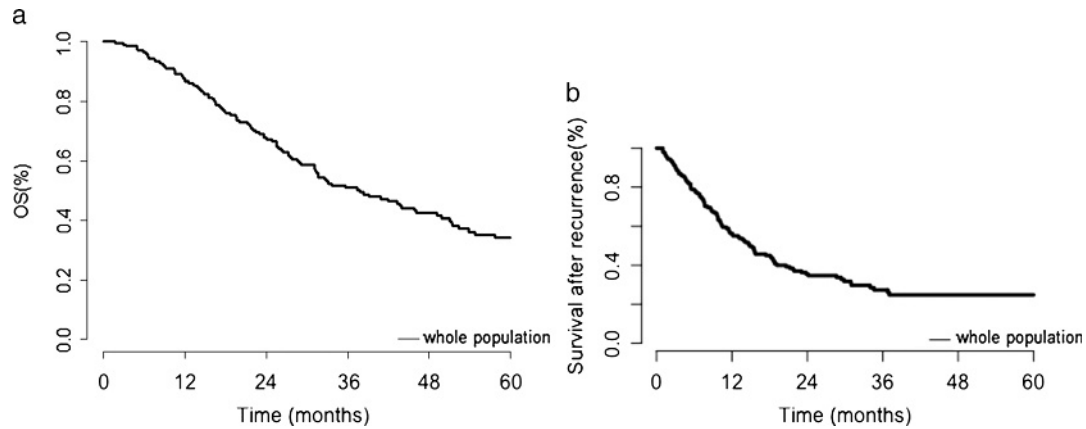 a
OS(%)
1.0
0.8
0.6
0.4
0.2
0.0
whole population
0 12 24 36 48 60
Time (months)
b
Survival after recurrence(%)
0.8
0.4
0.0
whole population
0 12 24 36 48 60
Time (months)